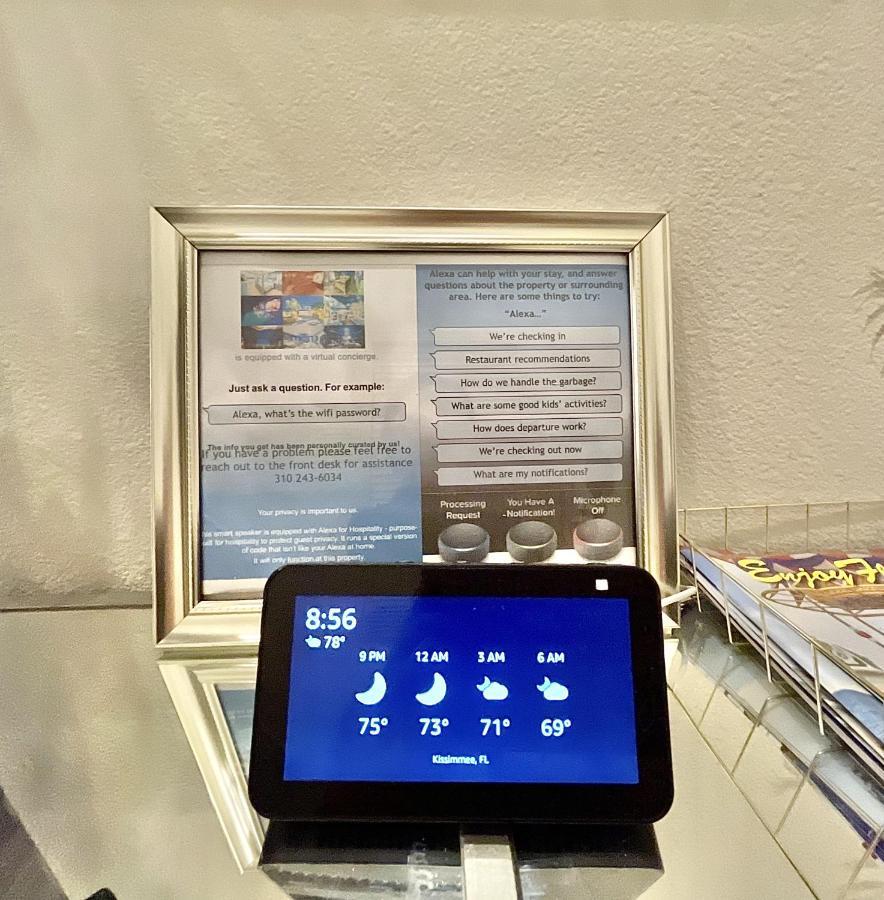 is equipped with a virtual concierge.
Just ask a question. For example:
Alexa, what's the wifi password?
The info you get has been personally curated by us!
If you have a problem please feel free to
reach out to the front desk for assistance
310 243-6034
Your privacy is important to us.
his smart speaker is equipped with Alexa for Hospitality - purpose-
uilt for hospitality to protect guest privacy. It runs a special version
of code that isn't like your Alexa at home.
It will only function at this property.
Alexa can help with your stay, and answer
questions about the property or surrounding
area. Here are some things to try:
"Alexa..."
We're checking in
Restaurant recommendations
How do we handle the garbage?
What are some good kids' activities?
How does departure work?
We're checking out now
What are my notifications?
Processing
Request
You Have A
Notification!
Microphone
Off
Enjoy
8:56
78°
9 PM 12 AM 3 AM 6 AM
75° 73° 71° 69°
Kissimmee, FL